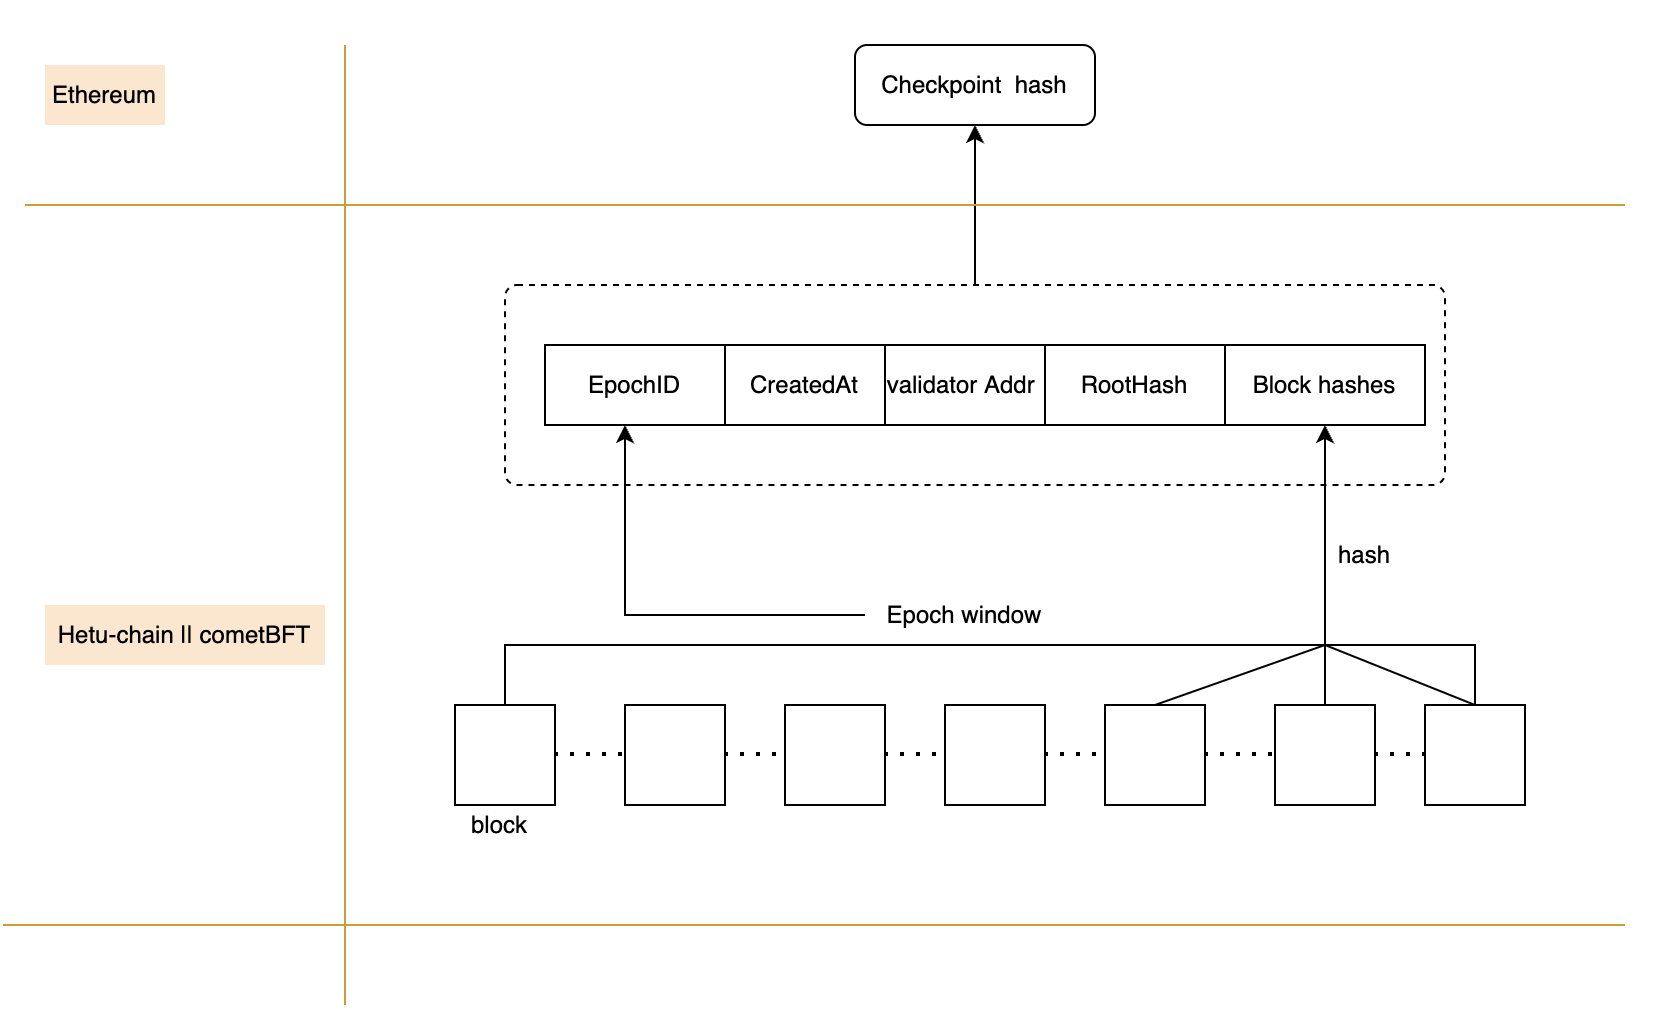 Ethereum
Checkpoint hash
EpochID
CreatedAt
validator Addr
RootHash
Block hashes
hash
Epoch window
Hetu-chain || cometBFT
block